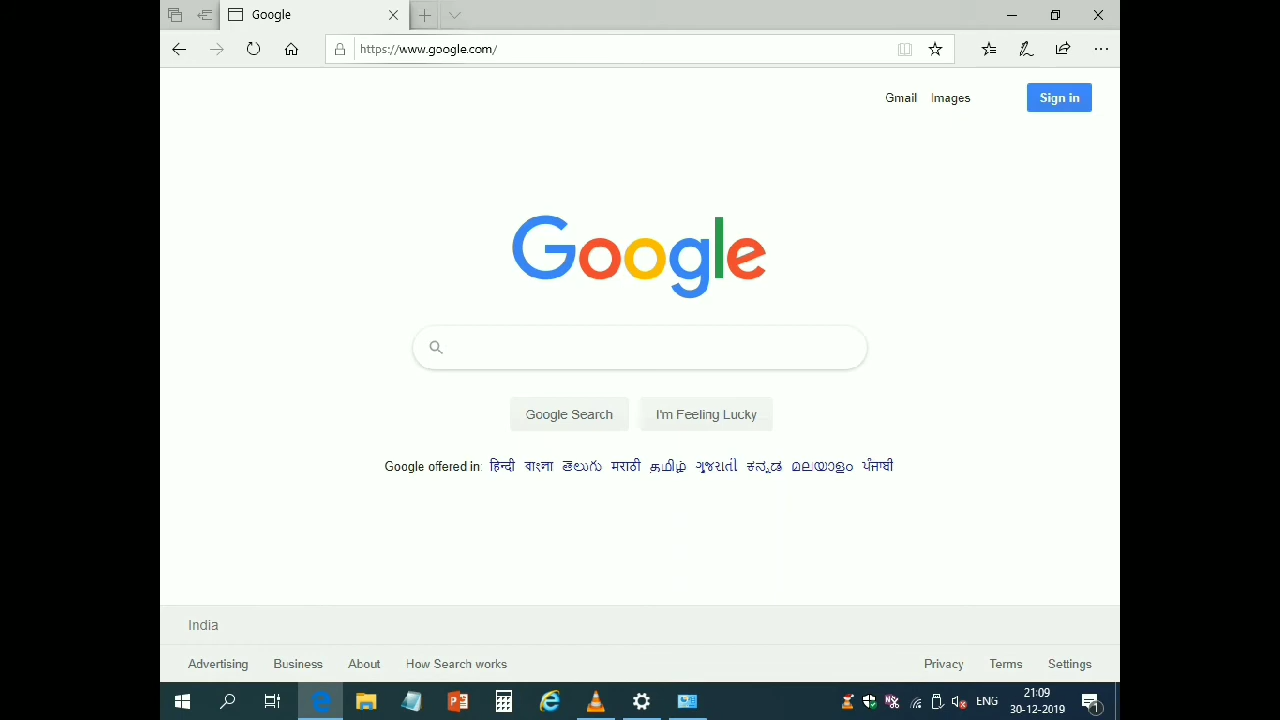 Google
https://www.google.com/
Gmail Images Sign in
Google
Google Search I'm Feeling Lucky
Google offered in: हिन्दी বাংলা తెలుగు मराठी தமிழ் ગુજરાતી ಕನ್ನಡ മലയാളം ਪੰਜਾਬੀ
India
Advertising Business About How Search works Privacy Terms Settings
ENG
21:09
30-12-2019
1